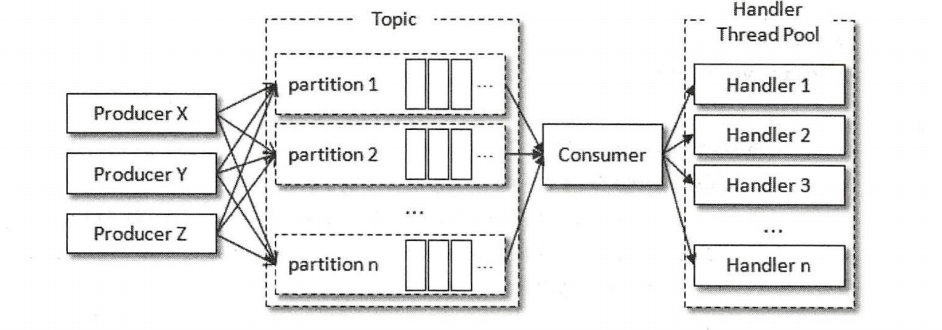 Topic
Handler
Thread Pool
Producer X
Producer Y
Producer Z
partition 1
...
partition 2
...
...
partition n
...
Consumer
Handler 1
Handler 2
Handler 3
...
Handler n